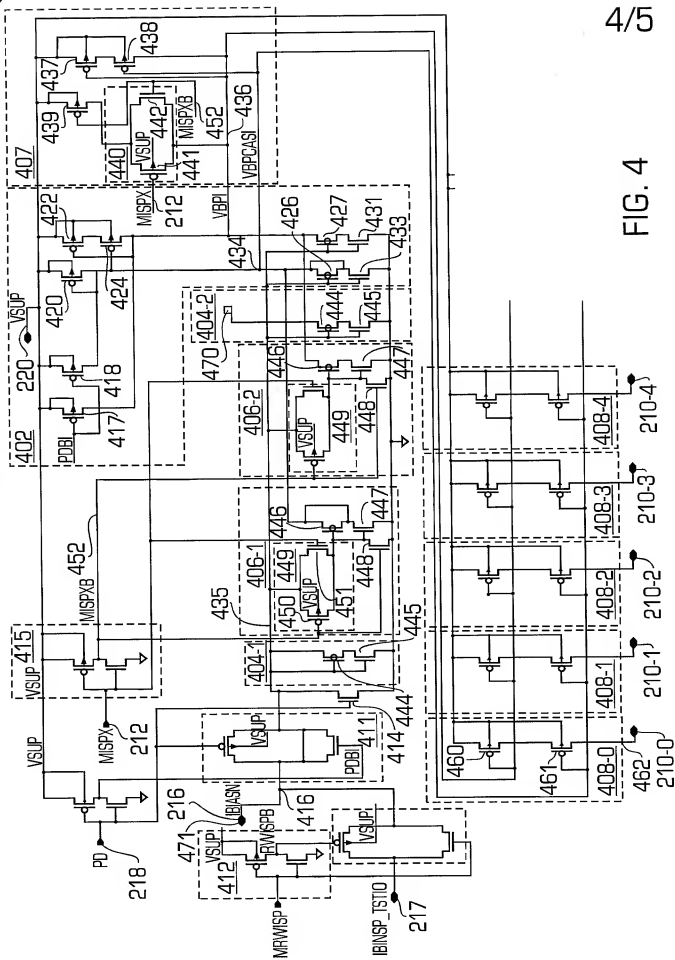 4/5
FIG. 4
VSUP
220
402
407
PDBI
417
418
420
422
424
439
437
438
440
VSUP
442
441
MISPXB
452
436
MISPX
212
VBPI
VBPCASI
434
426
427
431
433
404-2
470
444
445
406-2
446
447
448
449
VSUP
452
MISPXB
406-1
435
446
447
448
449
450
VSUP
451
404-1
445
444
415
VSUP
MISPX
212
VSUP
PD
218
411
VSUP
PDBI
414
416
IBIASN
216
471
VSUP
RWISPB
412
MRWISP
VSUP
IBINSP_TSTIO
217
408-4
210-4
408-3
210-3
408-2
210-2
408-1
210-1
460
461
408-0
462
210-0